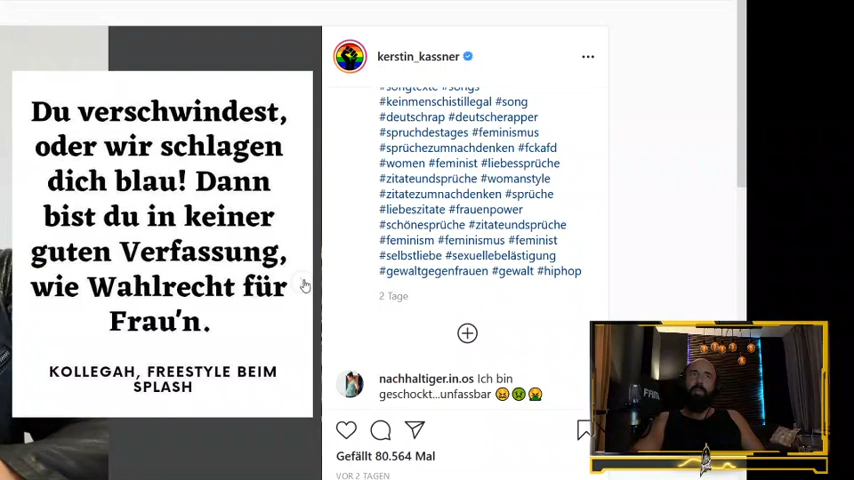 Du verschwindest,
oder wir schlagen
dich blau! Dann
bist du in keiner
guten Verfassung,
wie Wahlrecht für
Frau'n.
KOLLEGAH, FREESTYLE BEIM
SPLASH
kerstin_kassner
#songtexte #songs
#keinmenschistillegal #song
#deutschrap #deutscherapper
#spruchdestages #feminismus
#sprüchezumnachdenken #fckafd
#women #feminist #liebessprüche
#zitateundsprüche #womanstyle
#zitatezumnachdenken #sprüche
#liebeszitate #frauenpower
#schönesprüche #zitateundsprüche
#feminism #feminismus #feminist
#selbstliebe #sexuellebelästigung
#gewaltgegenfrauen #gewalt #hiphop
2 Tage
nachhaltiger.in.os Ich bin
geschockt...unfassbar 😖🤢🤮
Gefällt 80.564 Mal
VOR 2 TAGEN